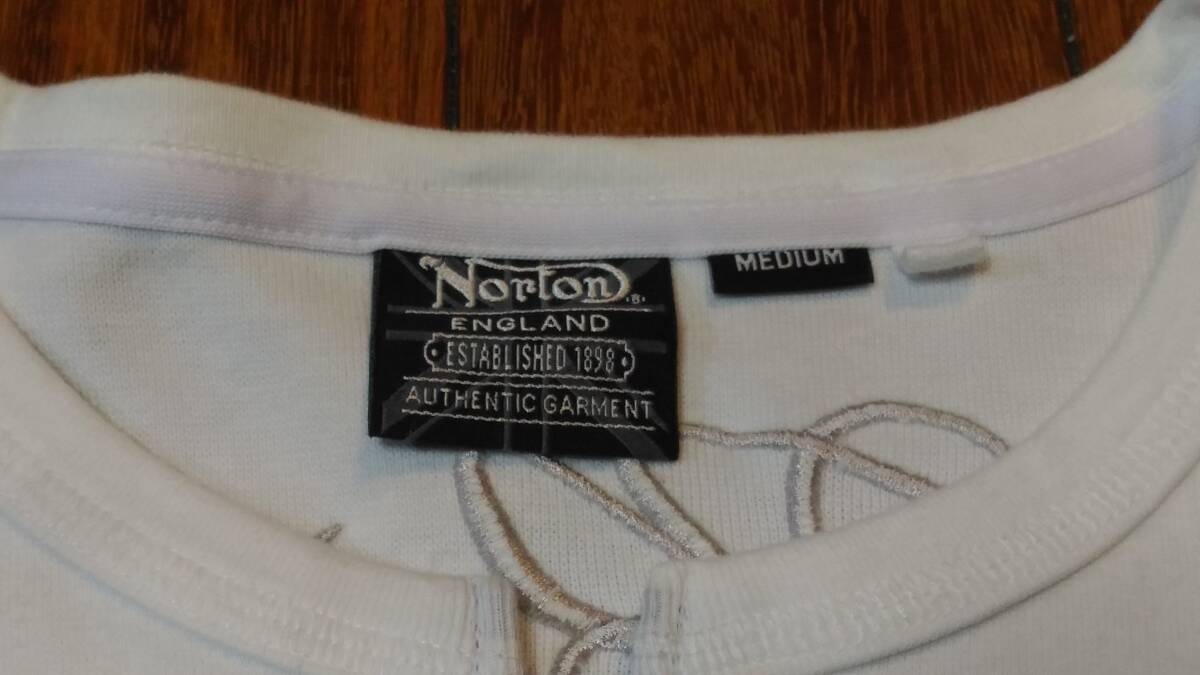 Norton
ENGLAND
ESTABLISHED 1898
AUTHENTIC GARMENT
MEDIUM